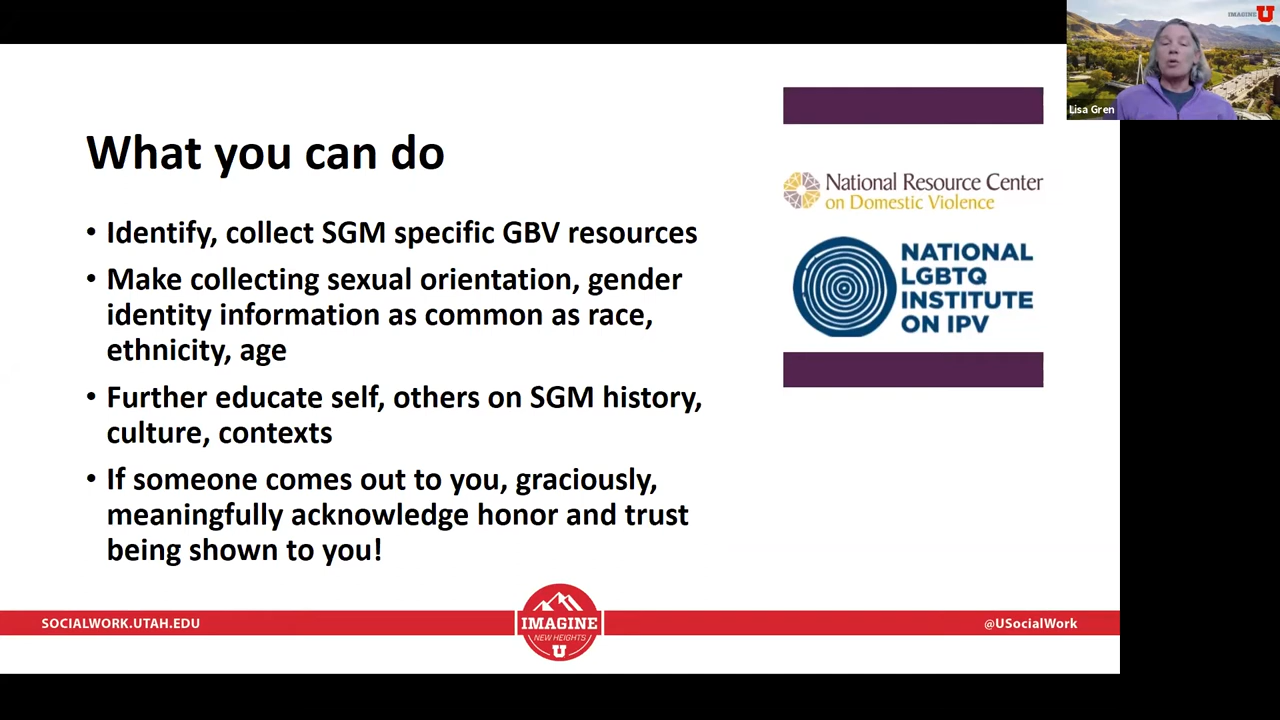 What you can do
• Identify, collect SGM specific GBV resources
• Make collecting sexual orientation, gender
identity information as common as race,
ethnicity, age
• Further educate self, others on SGM history,
culture, contexts
• If someone comes out to you, graciously,
meaningfully acknowledge honor and trust
being shown to you!
National Resource Center
on Domestic Violence
NATIONAL
LGBTQ
INSTITUTE
ON IPV
IMAGINE U
Lisa Gren
SOCIALWORK.UTAH.EDU
IMAGINE
NEW HEIGHTS
U
@USocialWork